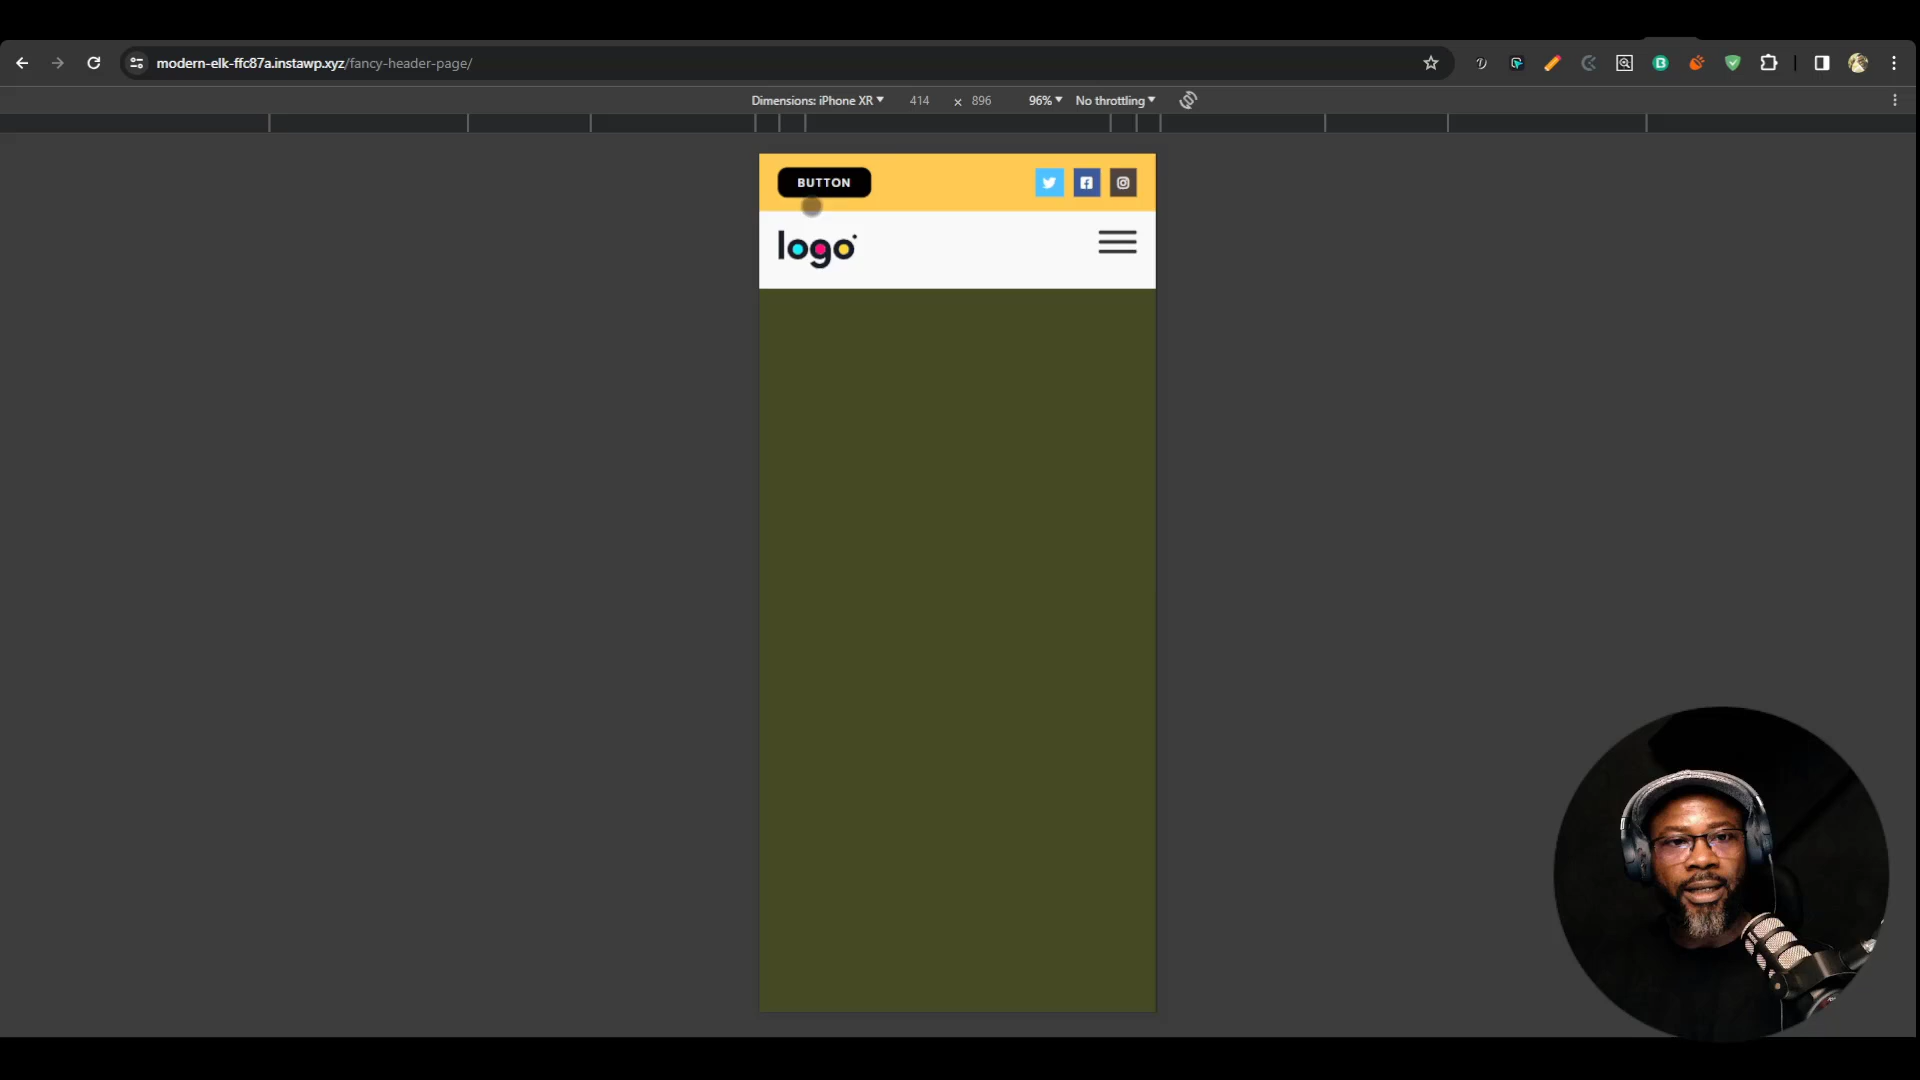 modern-elk-ffc87a.instawp.xyz/fancy-header-page/
Dimensions: iPhone XR 414 × 896 96% No throttling
BUTTON
logo